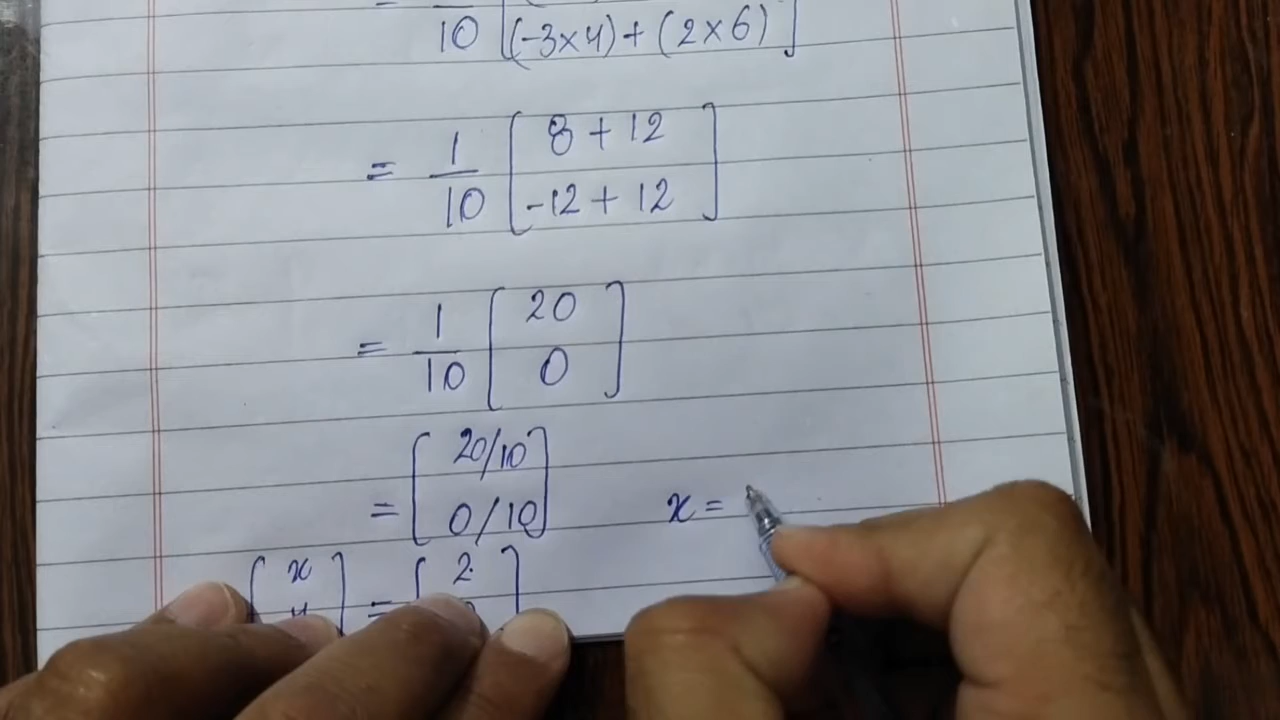 10 [(-3×4) + (2×6)]
= 1/10 [8 + 12
-12 + 12]
= 1/10 [20
0]
= [20/10
0/10]
x =
[x
y] = [2